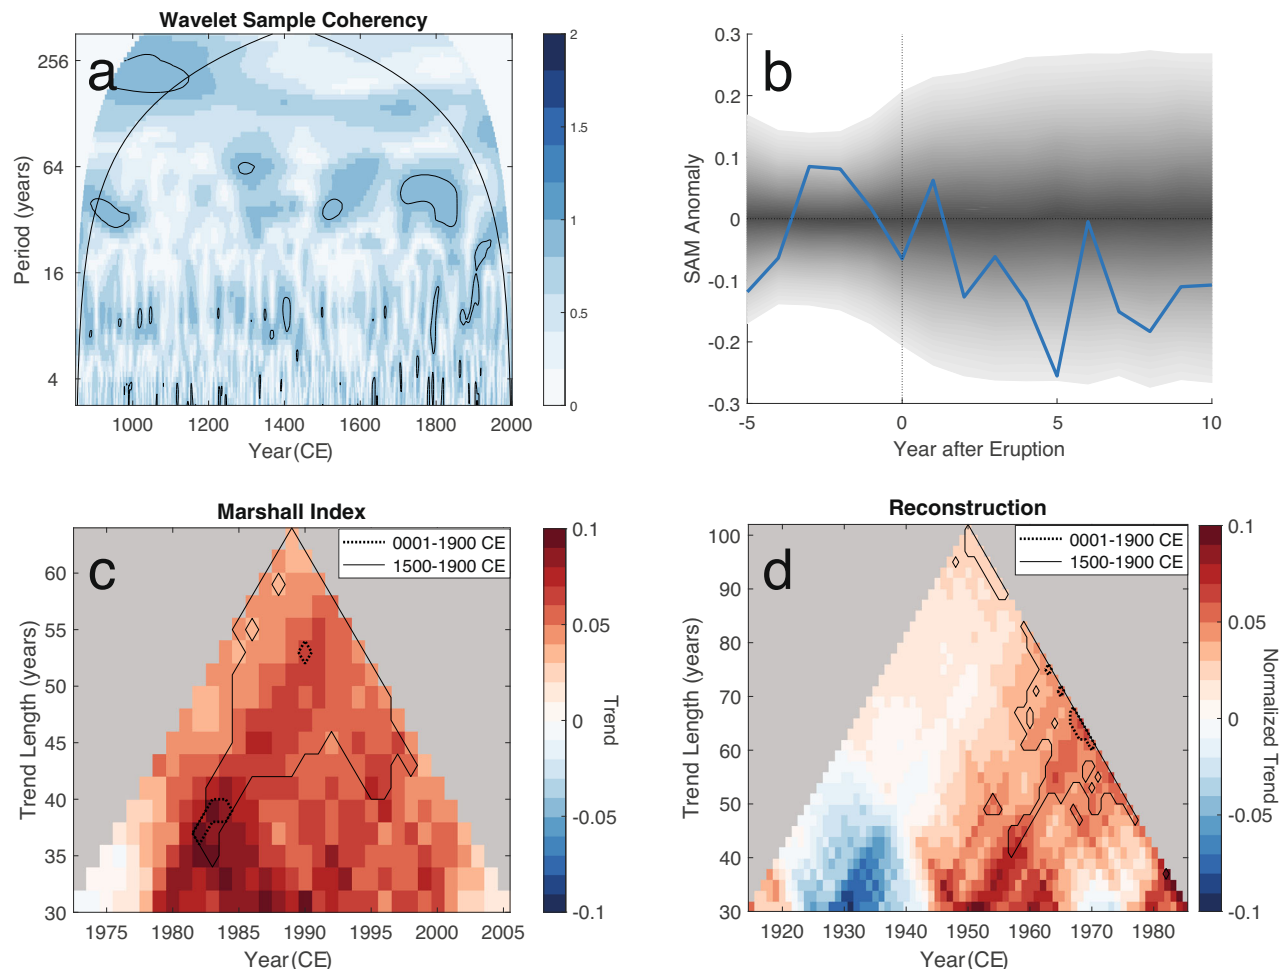 Wavelet Sample Coherency
a
256
64
16
4
Period (years)
1000 1200 1400 1600 1800 2000
Year (CE)
2
1.5
1
0.5
0
b
0.3
0.2
0.1
0
-0.1
-0.2
-0.3
SAM Anomaly
-5 0 5 10
Year after Eruption
Marshall Index
c
0001-1900 CE
1500-1900 CE
60
55
50
45
40
35
30
Trend Length (years)
1975 1980 1985 1990 1995 2000 2005
Year (CE)
0.1
0.05
0
-0.05
-0.1
Trend
Reconstruction
d
0001-1900 CE
1500-1900 CE
100
90
80
70
60
50
40
30
Trend Length (years)
1920 1930 1940 1950 1960 1970 1980
Year (CE)
0.1
0.05
0
-0.05
-0.1
Normalized Trend